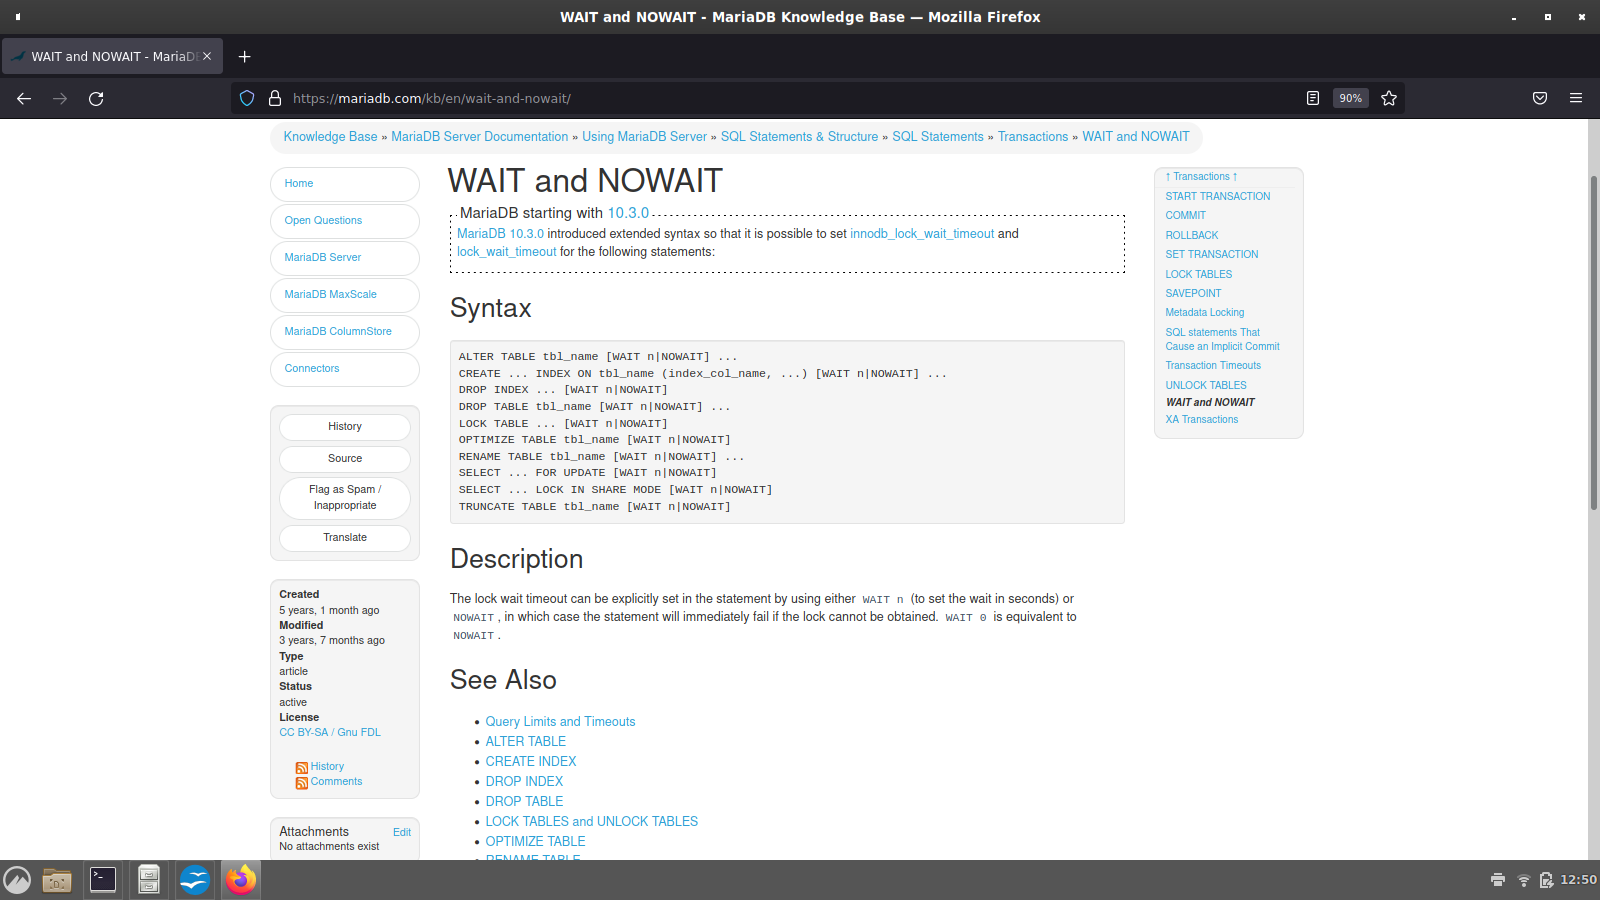 WAIT and NOWAIT - MariaDB Knowledge Base — Mozilla Firefox
WAIT and NOWAIT - MariaDB
https://mariadb.com/kb/en/wait-and-nowait/
90%
Knowledge Base » MariaDB Server Documentation » Using MariaDB Server » SQL Statements & Structure » SQL Statements » Transactions » WAIT and NOWAIT
Home
Open Questions
MariaDB Server
MariaDB MaxScale
MariaDB ColumnStore
Connectors
History
Source
Flag as Spam /
Inappropriate
Translate
Created
5 years, 1 month ago
Modified
3 years, 7 months ago
Type
article
Status
active
License
CC BY-SA / Gnu FDL
History
Comments
Attachments Edit
No attachments exist
WAIT and NOWAIT
MariaDB starting with 10.3.0
MariaDB 10.3.0 introduced extended syntax so that it is possible to set innodb_lock_wait_timeout and
lock_wait_timeout for the following statements:
Syntax
ALTER TABLE tbl_name [WAIT n|NOWAIT] ...
CREATE ... INDEX ON tbl_name (index_col_name, ...) [WAIT n|NOWAIT] ...
DROP INDEX ... [WAIT n|NOWAIT]
DROP TABLE tbl_name [WAIT n|NOWAIT] ...
LOCK TABLE ... [WAIT n|NOWAIT]
OPTIMIZE TABLE tbl_name [WAIT n|NOWAIT]
RENAME TABLE tbl_name [WAIT n|NOWAIT] ...
SELECT ... FOR UPDATE [WAIT n|NOWAIT]
SELECT ... LOCK IN SHARE MODE [WAIT n|NOWAIT]
TRUNCATE TABLE tbl_name [WAIT n|NOWAIT]
Description
The lock wait timeout can be explicitly set in the statement by using either WAIT n (to set the wait in seconds) or
NOWAIT, in which case the statement will immediately fail if the lock cannot be obtained. WAIT 0 is equivalent to
NOWAIT.
See Also
• Query Limits and Timeouts
• ALTER TABLE
• CREATE INDEX
• DROP INDEX
• DROP TABLE
• LOCK TABLES and UNLOCK TABLES
• OPTIMIZE TABLE
• RENAME TABLE
↑ Transactions ↑
START TRANSACTION
COMMIT
ROLLBACK
SET TRANSACTION
LOCK TABLES
SAVEPOINT
Metadata Locking
SQL statements That
Cause an Implicit Commit
Transaction Timeouts
UNLOCK TABLES
WAIT and NOWAIT
XA Transactions
12:50